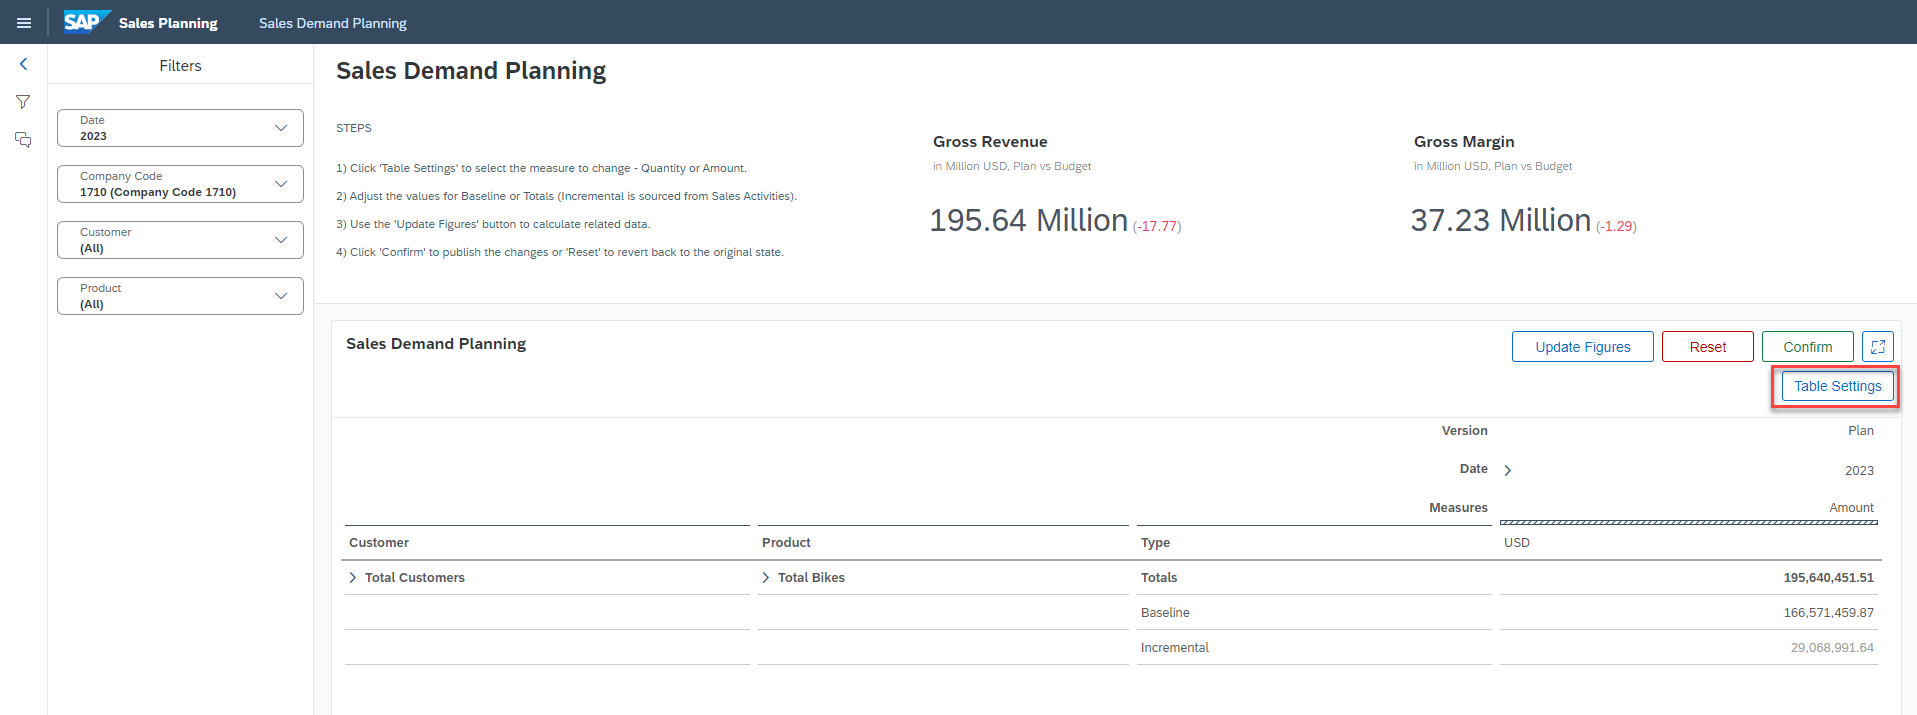 SAP Sales Planning Sales Demand Planning
Filters
Date
2023
Company Code
1710 (Company Code 1710)
Customer
(All)
Product
(All)
Sales Demand Planning
STEPS
1) Click 'Table Settings' to select the measure to change - Quantity or Amount.
2) Adjust the values for Baseline or Totals (Incremental is sourced from Sales Activities).
3) Use the 'Update Figures' button to calculate related data.
4) Click 'Confirm' to publish the changes or 'Reset' to revert back to the original state.
Gross Revenue
in Million USD, Plan vs Budget
195.64 Million (-17.77)
Gross Margin
in Million USD, Plan vs Budget
37.23 Million (-1.29)
Sales Demand Planning
Update Figures Reset Confirm
Table Settings
Version Plan
Date 2023
Measures Amount
Customer Product Type USD
Total Customers Total Bikes Totals 195,640,451.51
Baseline 166,571,459.87
Incremental 29,068,991.64